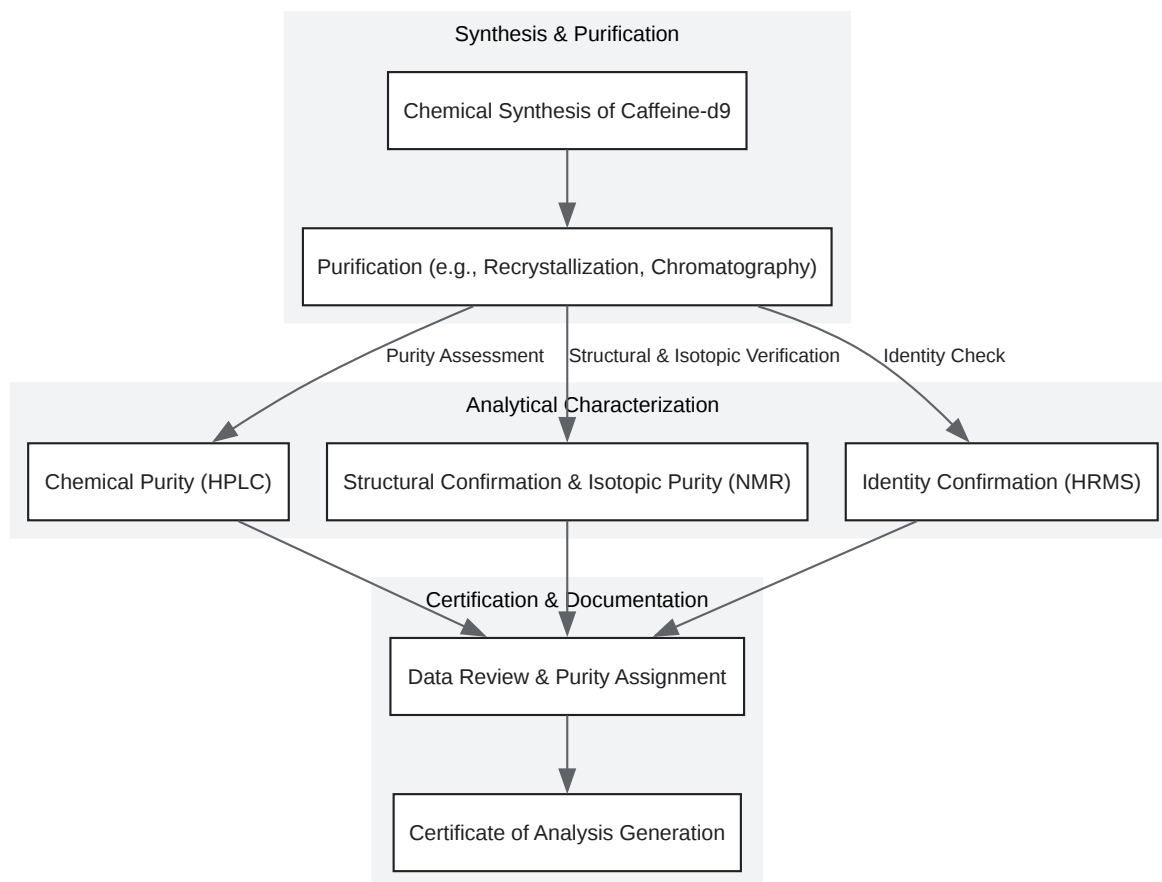 Synthesis & Purification
Chemical Synthesis of Caffeine-d9
Purification (e.g., Recrystallization, Chromatography)
Purity Assessment
Structural & Isotopic Verification
Identity Check
Analytical Characterization
Chemical Purity (HPLC)
Structural Confirmation & Isotopic Purity (NMR)
Identity Confirmation (HRMS)
Certification & Documentation
Data Review & Purity Assignment
Certificate of Analysis Generation